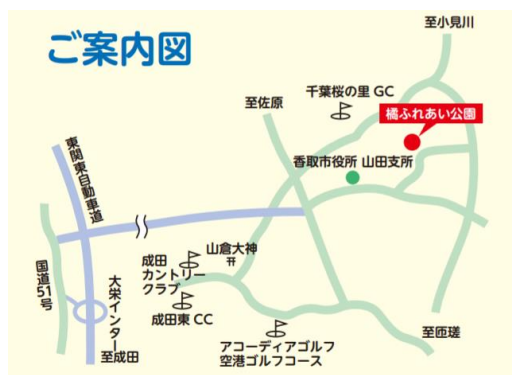 ご案内図
至小見川
千葉桜の里 GC
至佐原
橘ふれあい公園
香取市役所 山田支所
東関東自動車道
山倉大神
成田
カントリー
クラブ
国道51号
大栄インター
成田東 CC
至成田
アコーディアゴルフ
空港ゴルフコース
至匝瑳